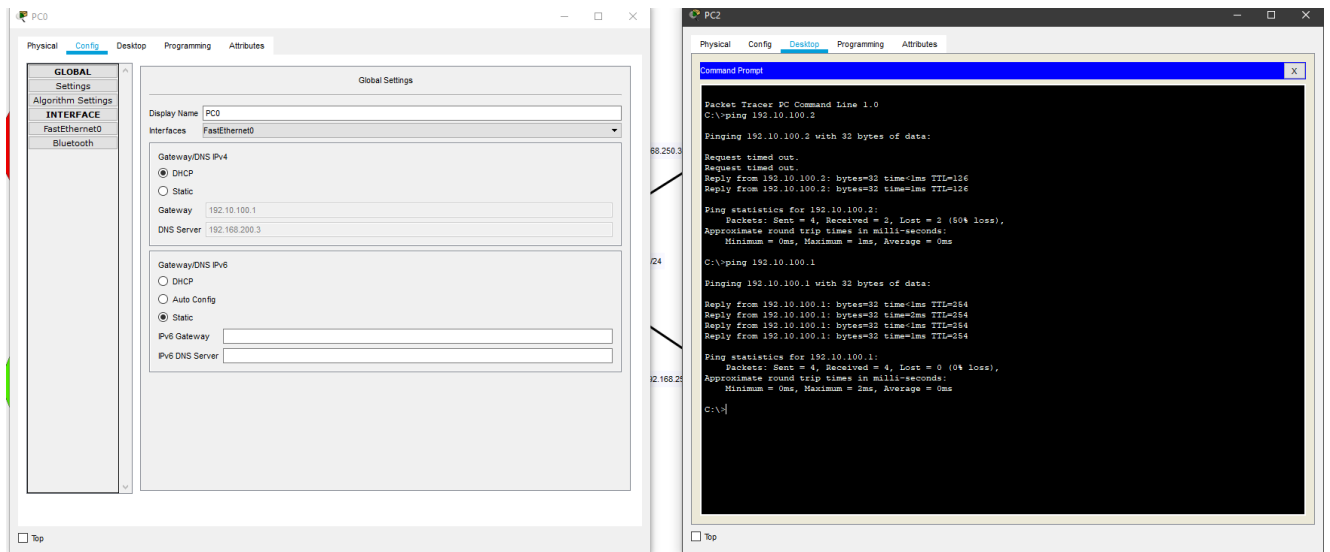 PC0
Physical Config Desktop Programming Attributes
GLOBAL
Settings
Algorithm Settings
INTERFACE
FastEthernet0
Bluetooth
Global Settings
Display Name PC0
Interfaces FastEthernet0
Gateway/DNS IPv4
DHCP
Static
Gateway 192.10.100.1
DNS Server 192.168.200.3
Gateway/DNS IPv6
DHCP
Auto Config
Static
IPv6 Gateway
IPv6 DNS Server
Top
68.250.3
/24
92.168.25
PC2
Physical Config Desktop Programming Attributes
Command Prompt
X
Packet Tracer PC Command Line 1.0
C:\>ping 192.10.100.2
Pinging 192.10.100.2 with 32 bytes of data:
Request timed out.
Request timed out.
Reply from 192.10.100.2: bytes=32 time<1ms TTL=126
Reply from 192.10.100.2: bytes=32 time=1ms TTL=126
Ping statistics for 192.10.100.2:
Packets: Sent = 4, Received = 2, Lost = 2 (50% loss),
Approximate round trip times in milli-seconds:
Minimum = 0ms, Maximum = 1ms, Average = 0ms
C:\>ping 192.10.100.1
Pinging 192.10.100.1 with 32 bytes of data:
Reply from 192.10.100.1: bytes=32 time<1ms TTL=254
Reply from 192.10.100.1: bytes=32 time=2ms TTL=254
Reply from 192.10.100.1: bytes=32 time<1ms TTL=254
Reply from 192.10.100.1: bytes=32 time=1ms TTL=254
Ping statistics for 192.10.100.1:
Packets: Sent = 4, Received = 4, Lost = 0 (0% loss),
Approximate round trip times in milli-seconds:
Minimum = 0ms, Maximum = 2ms, Average = 0ms
C:\>
Top